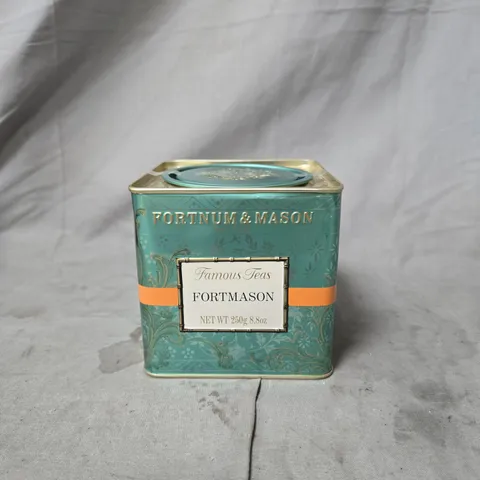 FORTNUM & MASON
Famous Teas
FORTMASON
NET WT 250g 8.8oz